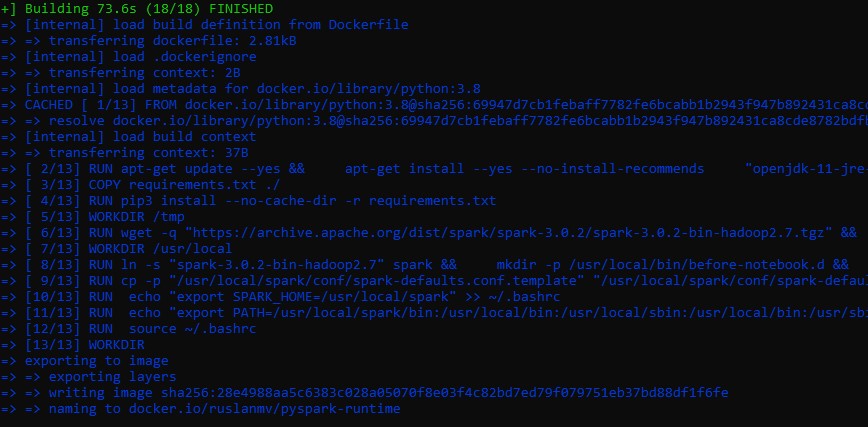 +] Building 73.6s (18/18) FINISHED
=> [internal] load build definition from Dockerfile
=> => transferring dockerfile: 2.81kB
=> [internal] load .dockerignore
=> => transferring context: 2B
=> [internal] load metadata for docker.io/library/python:3.8
=> CACHED [ 1/13] FROM docker.io/library/python:3.8@sha256:69947d7cb1febaff7782fe6bcabb1b2943f947b892431ca8cd
=> => resolve docker.io/library/python:3.8@sha256:69947d7cb1febaff7782fe6bcabb1b2943f947b892431ca8cde8782bdfb
=> [internal] load build context
=> => transferring context: 37B
=> [ 2/13] RUN apt-get update --yes &&     apt-get install --yes --no-install-recommends     "openjdk-11-jre-
=> [ 3/13] COPY requirements.txt ./
=> [ 4/13] RUN pip3 install --no-cache-dir -r requirements.txt
=> [ 5/13] WORKDIR /tmp
=> [ 6/13] RUN wget -q "https://archive.apache.org/dist/spark/spark-3.0.2/spark-3.0.2-bin-hadoop2.7.tgz" &&
=> [ 7/13] WORKDIR /usr/local
=> [ 8/13] RUN ln -s "spark-3.0.2-bin-hadoop2.7" spark &&     mkdir -p /usr/local/bin/before-notebook.d &&
=> [ 9/13] RUN cp -p "/usr/local/spark/conf/spark-defaults.conf.template" "/usr/local/spark/conf/spark-defaul
=> [10/13] RUN  echo "export SPARK_HOME=/usr/local/spark" >> ~/.bashrc
=> [11/13] RUN  echo "export PATH=/usr/local/spark/bin:/usr/local/spark/sbin:/usr/local/sbin:/usr/local/bin:/usr/sbi
=> [12/13] RUN  source ~/.bashrc
=> [13/13] WORKDIR
=> exporting to image
=> => exporting layers
=> => writing image sha256:28e4988aa5c6383c028a05070f8e03f4c82bd7ed79f079751eb37bd88df1f6fe
=> => naming to docker.io/ruslanmv/pyspark-runtime